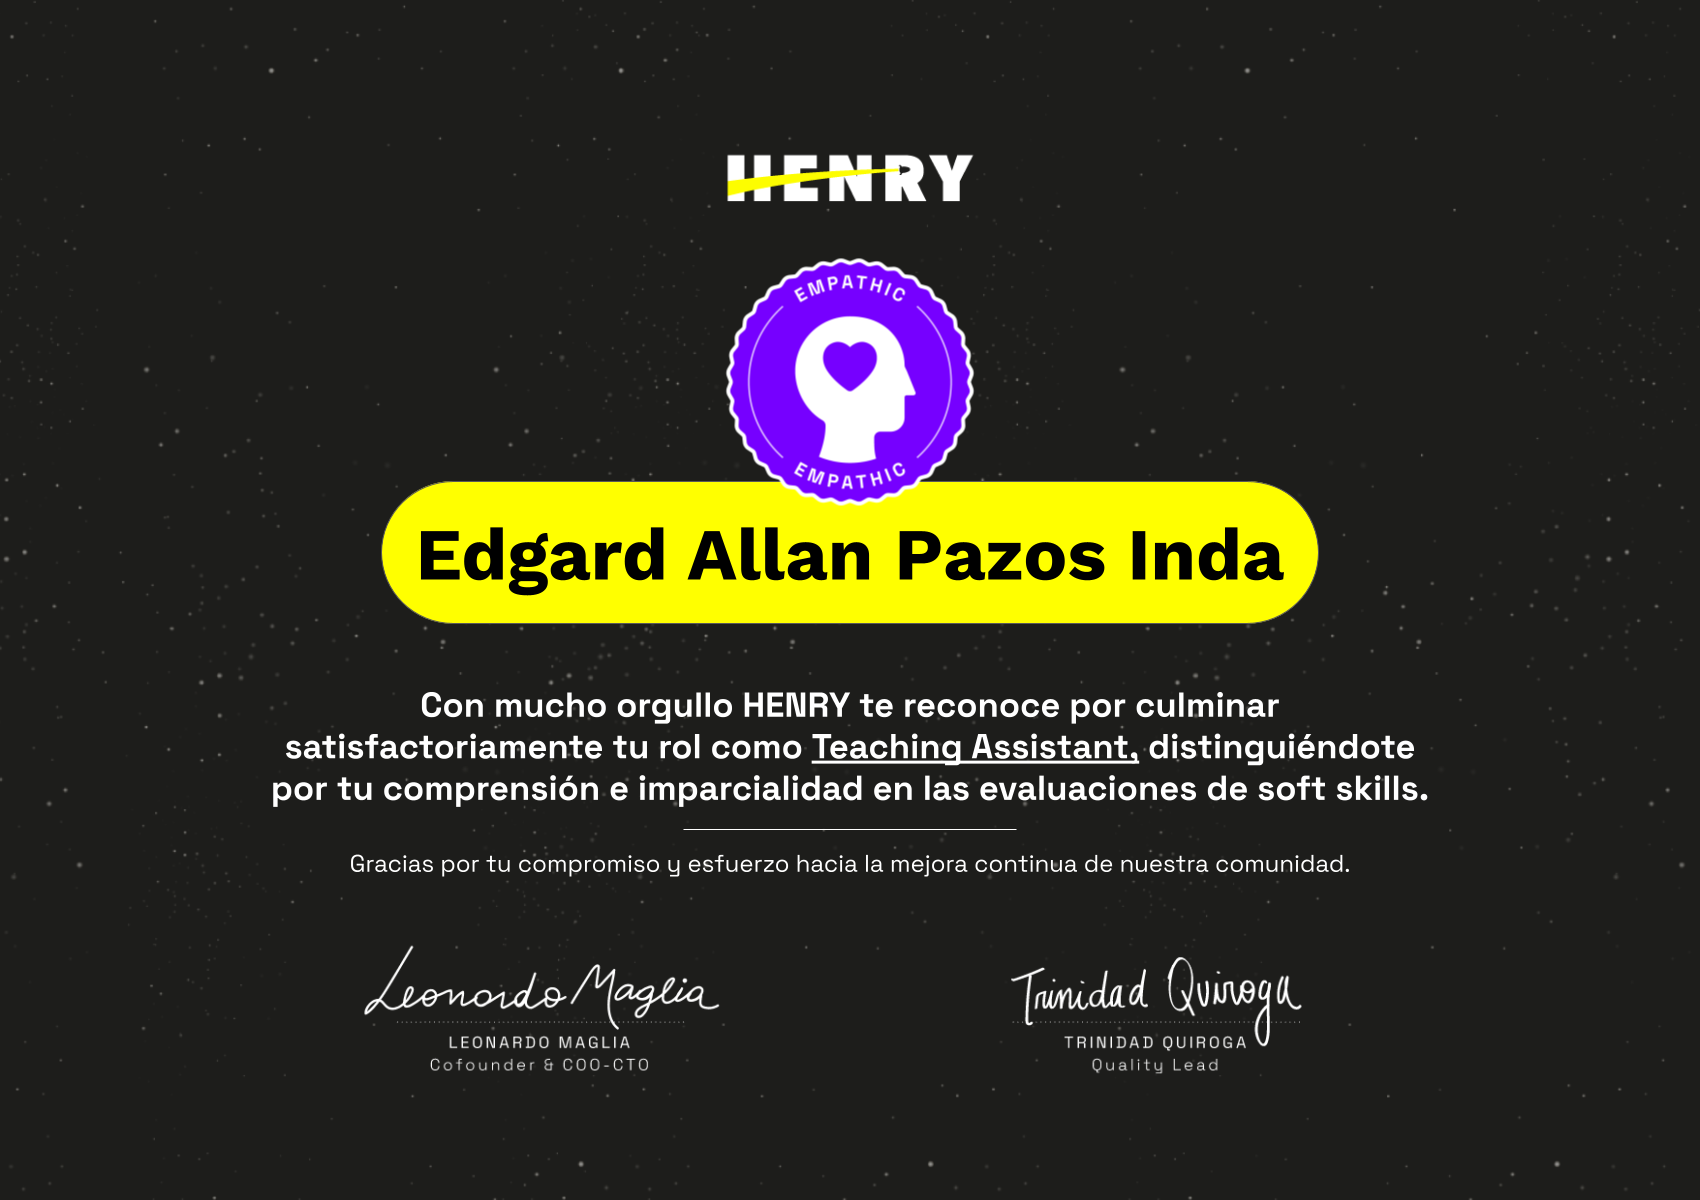 HENRY
EMPATHIC
EMPATHIC
Edgard Allan Pazos Inda
Con mucho orgullo HENRY te reconoce por culminar
satisfactoriamente tu rol como Teaching Assistant, distinguiéndote
por tu comprensión e imparcialidad en las evaluaciones de soft skills.
Gracias por tu compromiso y esfuerzo hacia la mejora continua de nuestra comunidad.
Leonardo Maglia
LEONARDO MAGLIA
Cofounder & COO-CTO
Trinidad Quiroga
TRINIDAD QUIROGA
Quality Lead